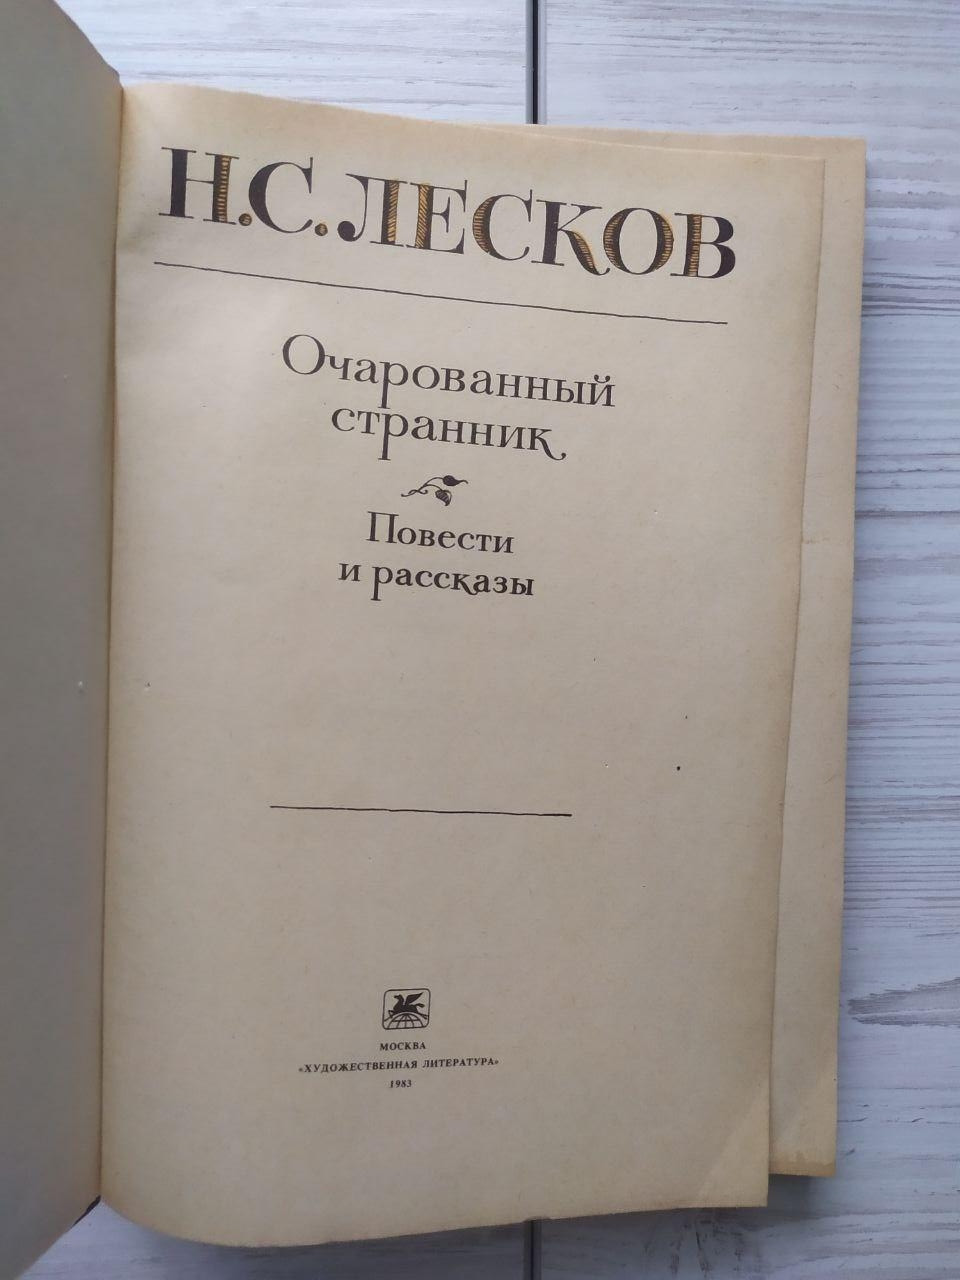 Н.С.ЛЕСКОВ
Очарованный
странник
Повести
и рассказы
МОСКВА
«ХУДОЖЕСТВЕННАЯ ЛИТЕРАТУРА»
1983